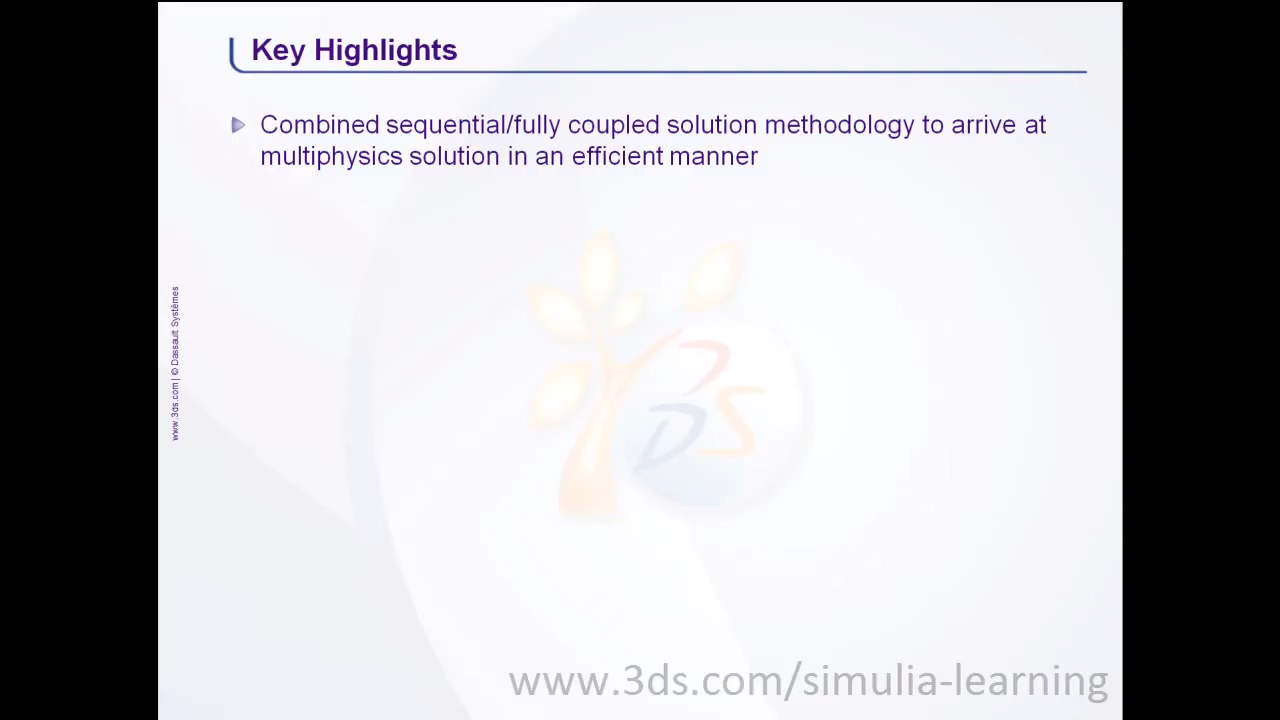 Key Highlights
Combined sequential/fully coupled solution methodology to arrive at
multiphysics solution in an efficient manner
www.3ds.com | © Dassault Systèmes
3DS
www.3ds.com/simulia-learning